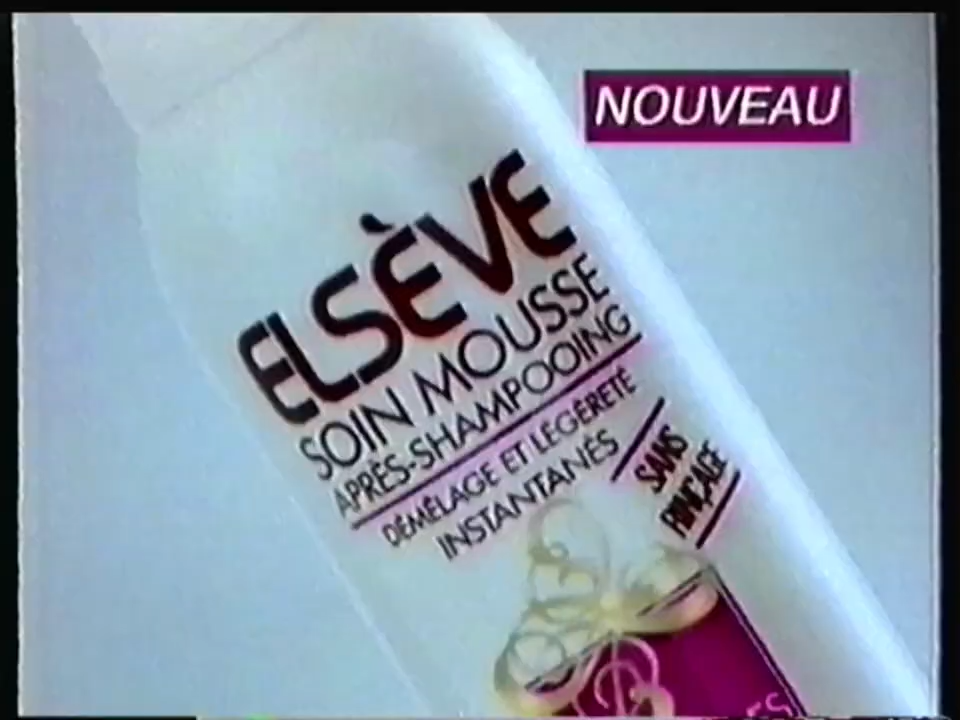 NOUVEAU
ELSÈVE
SOIN MOUSSE
APRÈS-SHAMPOOING
DÉMÊLAGE ET LÉGÈRETÉ
INSTANTANÉS
SANS
RINÇAGE